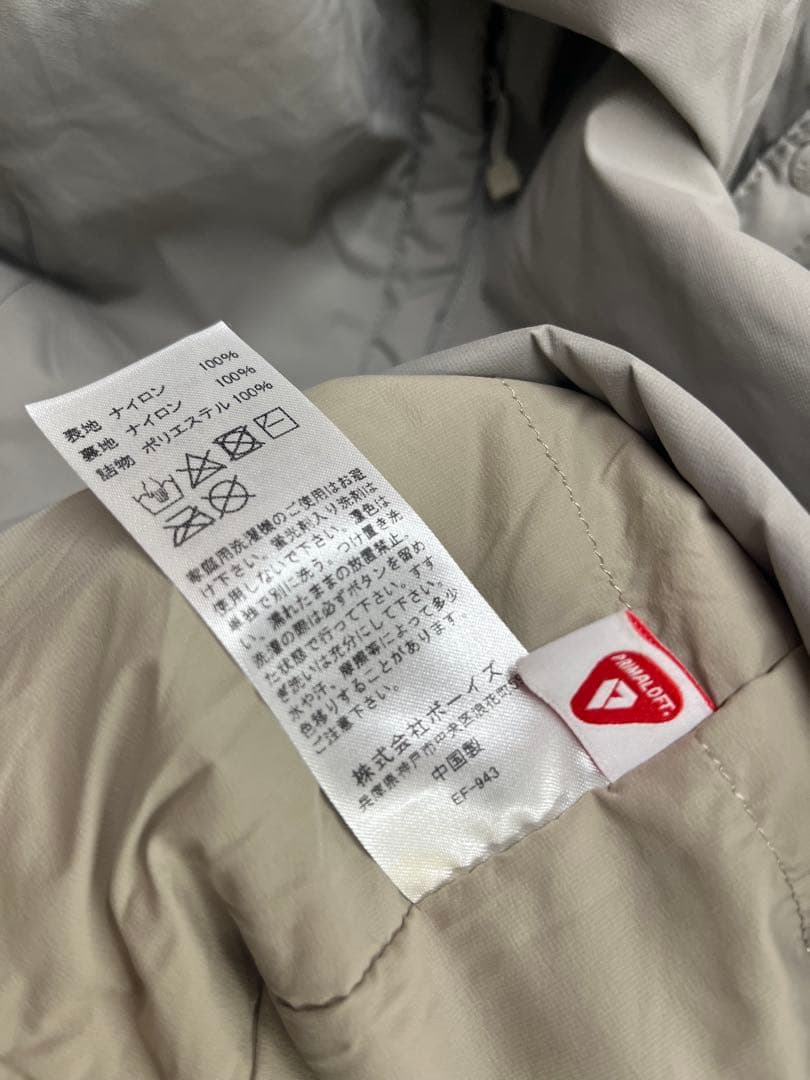 表地 ナイロン 100%
裏地 ナイロン 100%
詰物 ポリエステル 100%
家庭用洗濯機のご使用はお避
け下さい。蛍光剤入り洗剤は
使用しないで下さい。濃色は
単独で別に洗う。つけ置き洗
い、濡れたままの放置禁止。
洗濯の際は必ずボタンを留め
た状態で行って下さい。すす
ぎ洗いは充分にして下さい。
水や汗、摩擦等によって多少
色移りすることがあります。
ご注意下さい。
株式会社ボーイズ
兵庫県神戸市中央区浪花町
中国製
EF-943
PRIMALOFT®